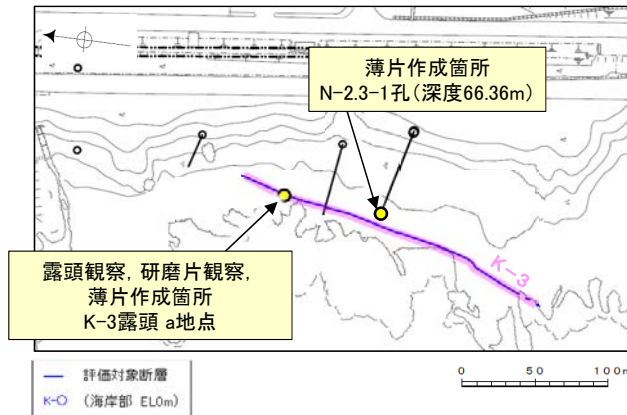 薄片作成箇所
N-2.3-1孔(深度66.36m)
露頭観察，研磨片観察，
薄片作成箇所
K-3露頭 a地点
K-3
評価対象断層
K-○ (海岸部 EL0m)
0 50 100m